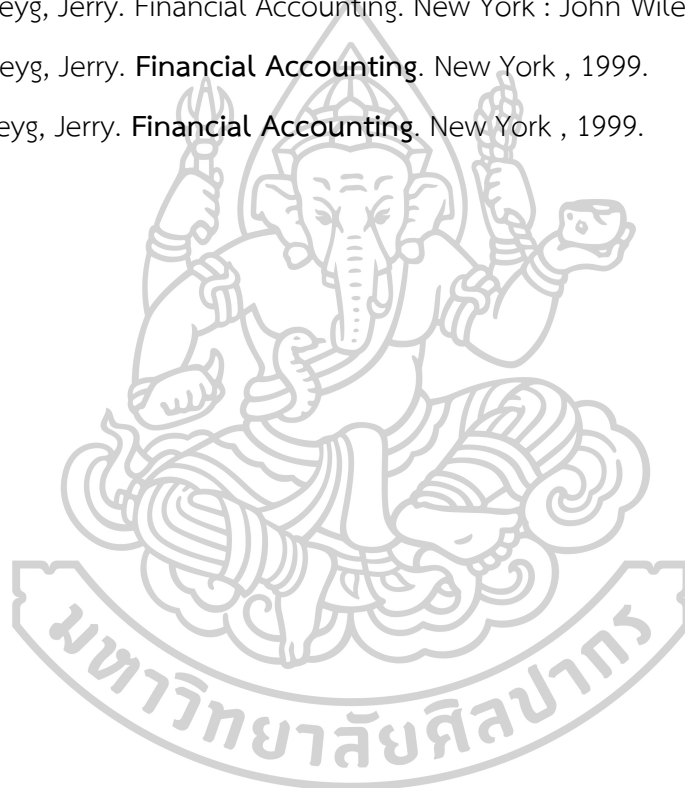 eyg, Jerry. Financial Accounting. New York : John Wile
eyg, Jerry. Financial Accounting. New York , 1999.
eyg, Jerry. Financial Accounting. New York , 1999.
มหาวิทยาลัยศิลปากร